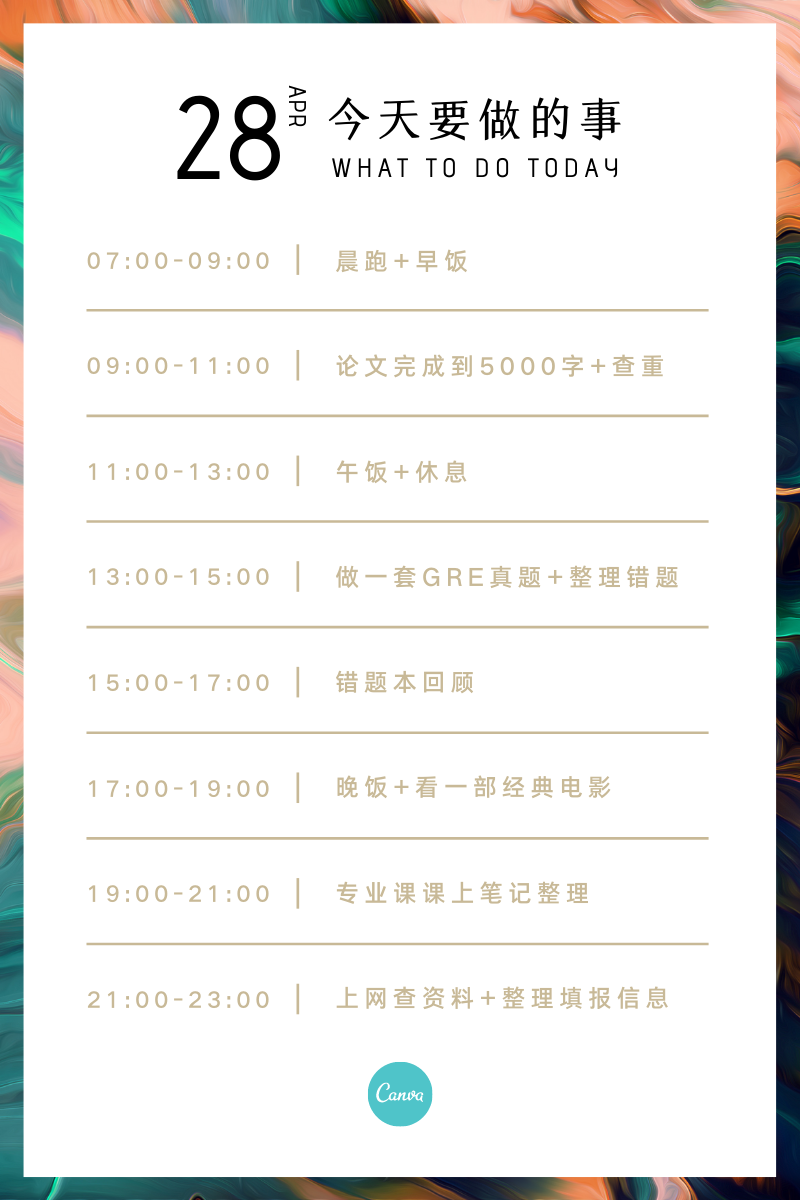 28 APR
今天要做的事
WHAT TO DO TODAY
07:00-09:00 | 晨跑+早饭
09:00-11:00 | 论文完成到5000字+查重
11:00-13:00 | 午饭+休息
13:00-15:00 | 做一套GRE真题+整理错题
15:00-17:00 | 错题本回顾
17:00-19:00 | 晚饭+看一部经典电影
19:00-21:00 | 专业课课上笔记整理
21:00-23:00 | 上网查资料+整理填报信息
Canva